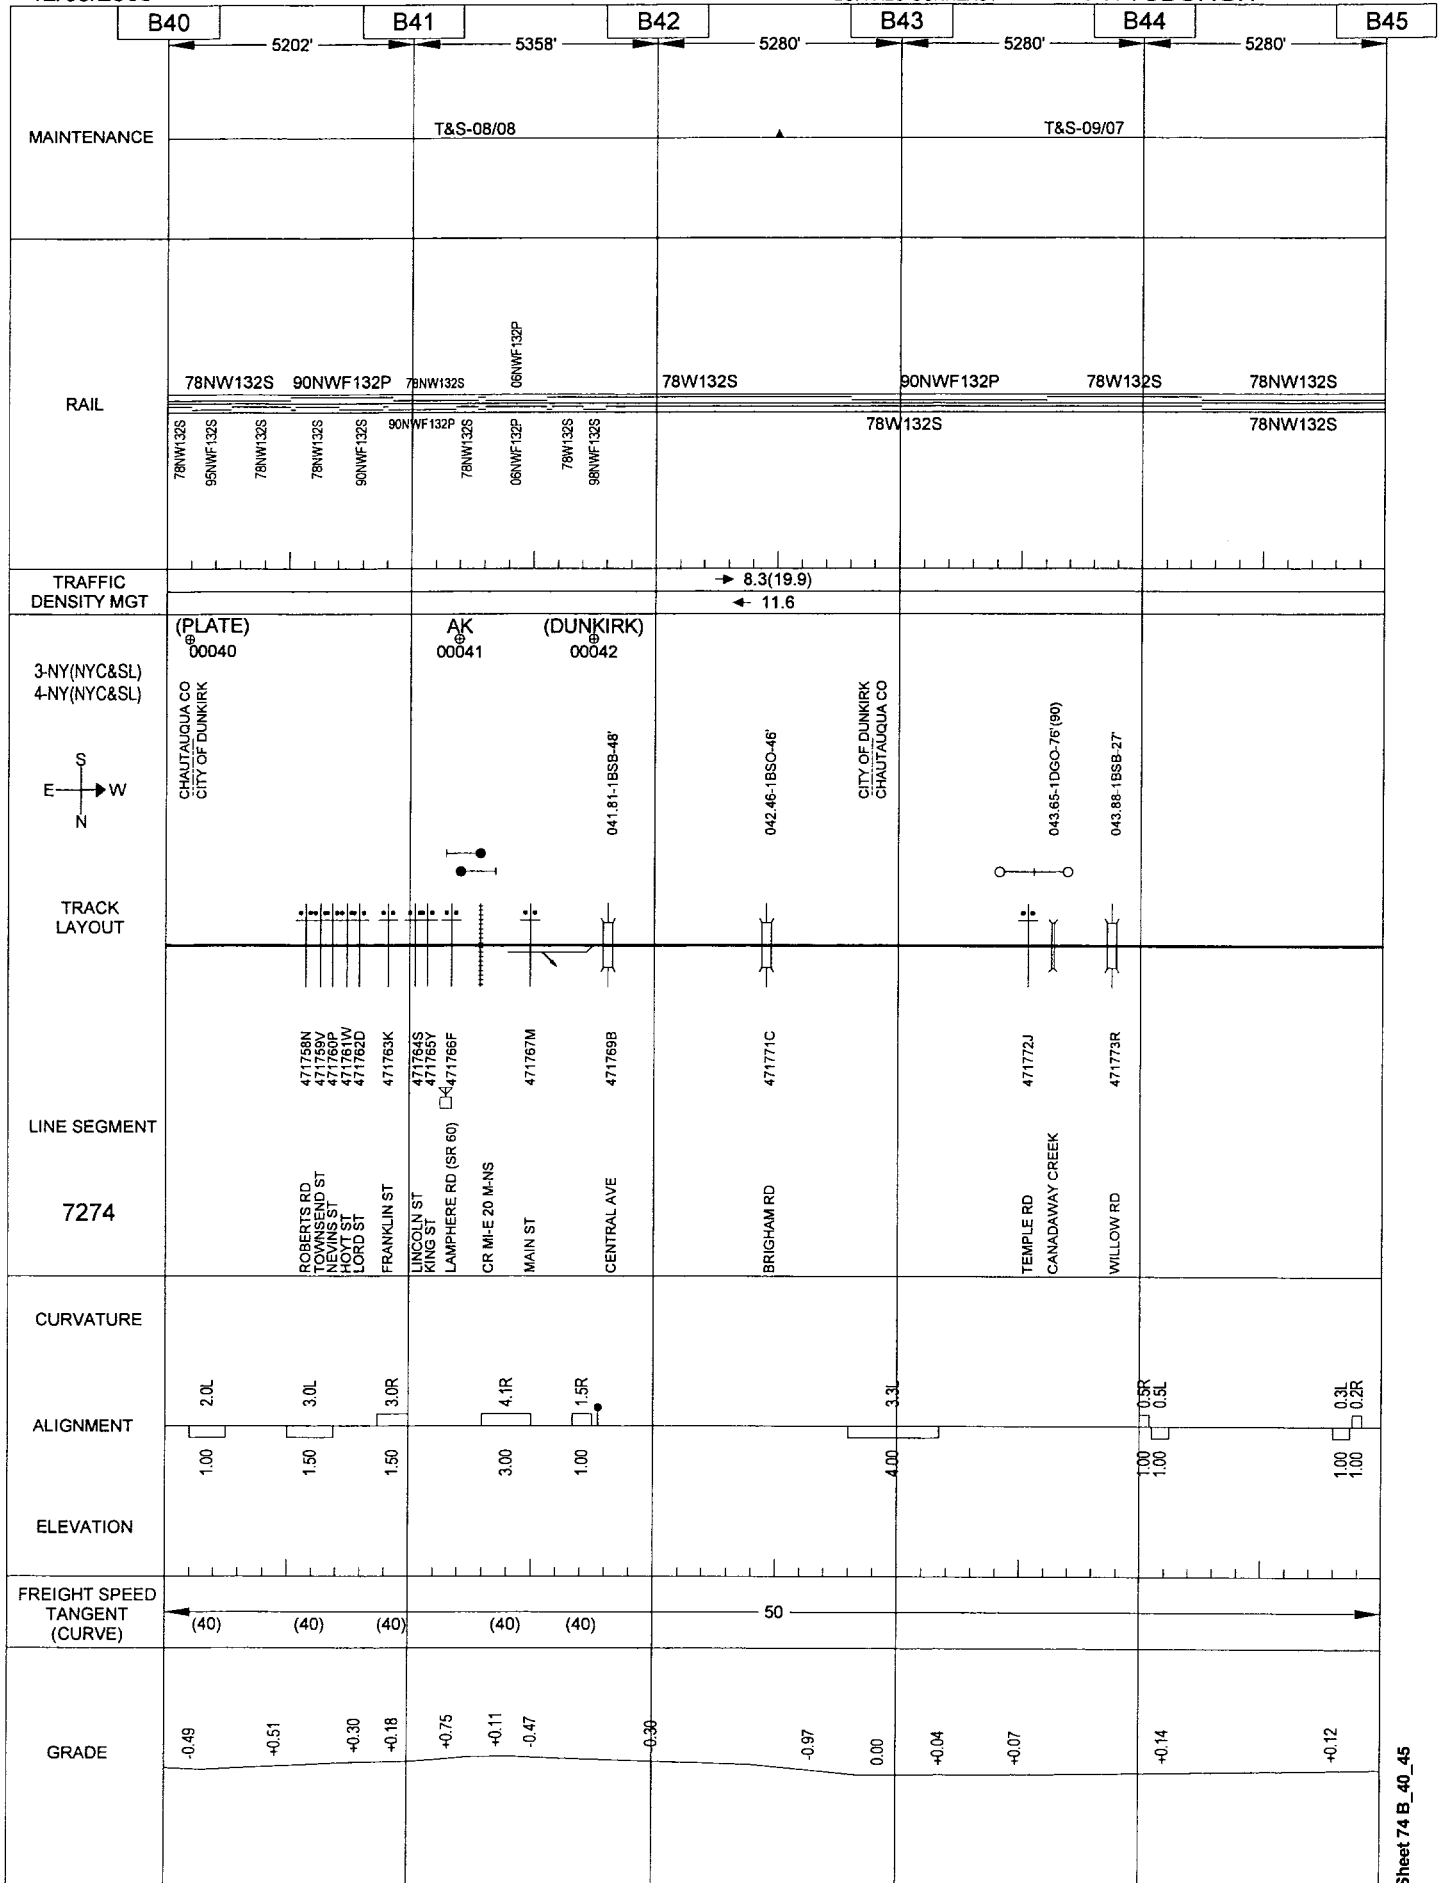 B40 B41 B42 B43 B44 B45
5202' 5358' 5280' 5280' 5280'
MAINTENANCE
T&S-08/08 T&S-09/07
06NWF132P
78NW132S 90NWF132P 78NW132S 78W132S 90NWF132P 78W132S 78NW132S
RAIL
90NWF132P 78W132S 78NW132S
78NW132S
95NWF132S
78NW132S
78NW132S
90NWF132S
78NW132S
06NWF132P
78W132S
98NWF132S
TRAFFIC
DENSITY MGT
→ 8.3(19.9)
← 11.6
(PLATE) AK (DUNKIRK)
00040 00041 00042
3-NY(NYC&SL)
4-NY(NYC&SL)
CHAUTAUQUA CO
CITY OF DUNKIRK
041.81-1BSB-48'
042.46-1BSO-46'
CITY OF DUNKIRK
CHAUTAUQUA CO
043.65-1DGO-76'(90)
043.88-1BSB-27'
S
E W
N
TRACK
LAYOUT
471758N
471759V
471760P
471761W
471762D
471763K
471764S
471765Y
471766F
471767M
471769B
471771C
471772J
471773R
LINE SEGMENT
7274
ROBERTS RD
TOWNSEND ST
NEVINS ST
HOYT ST
LORD ST
FRANKLIN ST
LINCOLN ST
KING ST
LAMPHERE RD (SR 60)
CR MI-E 20 M-NS
MAIN ST
CENTRAL AVE
BRIGHAM RD
TEMPLE RD
CANADAWAY CREEK
WILLOW RD
CURVATURE
2.0L 3.0L 3.0R 4.1R 1.5R 3.3L 0.5R 0.5L 0.3L 0.2R
ALIGNMENT
1.00 1.50 1.50 3.00 1.00 4.00 1.00 1.00 1.00 1.00
ELEVATION
FREIGHT SPEED
TANGENT
(CURVE)
50
(40) (40) (40) (40) (40)
GRADE
-0.49 +0.51 +0.30 +0.18 +0.75 +0.11 -0.47 -0.30 -0.97 0.00 +0.04 +0.07 +0.14 +0.12
Sheet 74 B_40_45